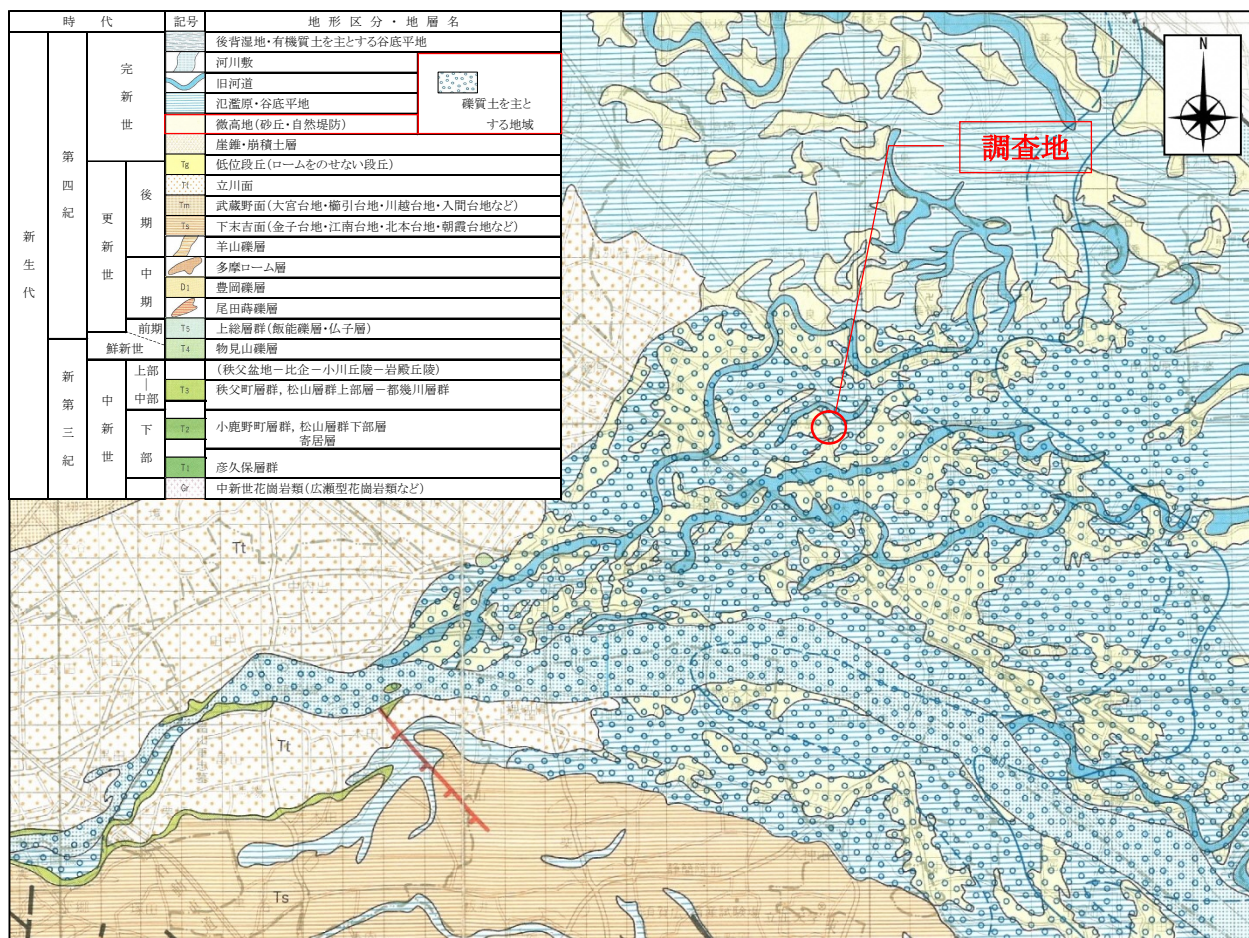 時 代
記号
地 形 区 分 ・ 地 層 名
新生代
第四紀
完新世
後背湿地・有機質土を主とする谷底平地
河川敷
旧河道
氾濫原・谷底平地
微高地(砂丘・自然堤防)
崖錐・崩積土層
礫質土を主と
する地域
更新世
後期
Tg
低位段丘(ロームをのせない段丘)
Tt
立川面
Tm
武蔵野面(大宮台地・櫛引台地・川越台地・入間台地など)
Ts
下末吉面(金子台地・江南台地・北本台地・朝霞台地など)
羊山礫層
中期
多摩ローム層
D1
豊岡礫層
尾田蒔礫層
前期
T5
上総層群(飯能礫層・仏子層)
新第三紀
鮮新世
T4
物見山礫層
中新世
上部
|
中部
(秩父盆地-比企-小川丘陵-岩殿丘陵)
T3
秩父町層群, 松山層群上部層-都幾川層群
下部
T2
小鹿野町層群, 松山層群下部層
寄居層
T1
彦久保層群
Gr
中新世花崗岩類(広瀬型花崗岩類など)
N
調査地
Tt
Tt
Ts